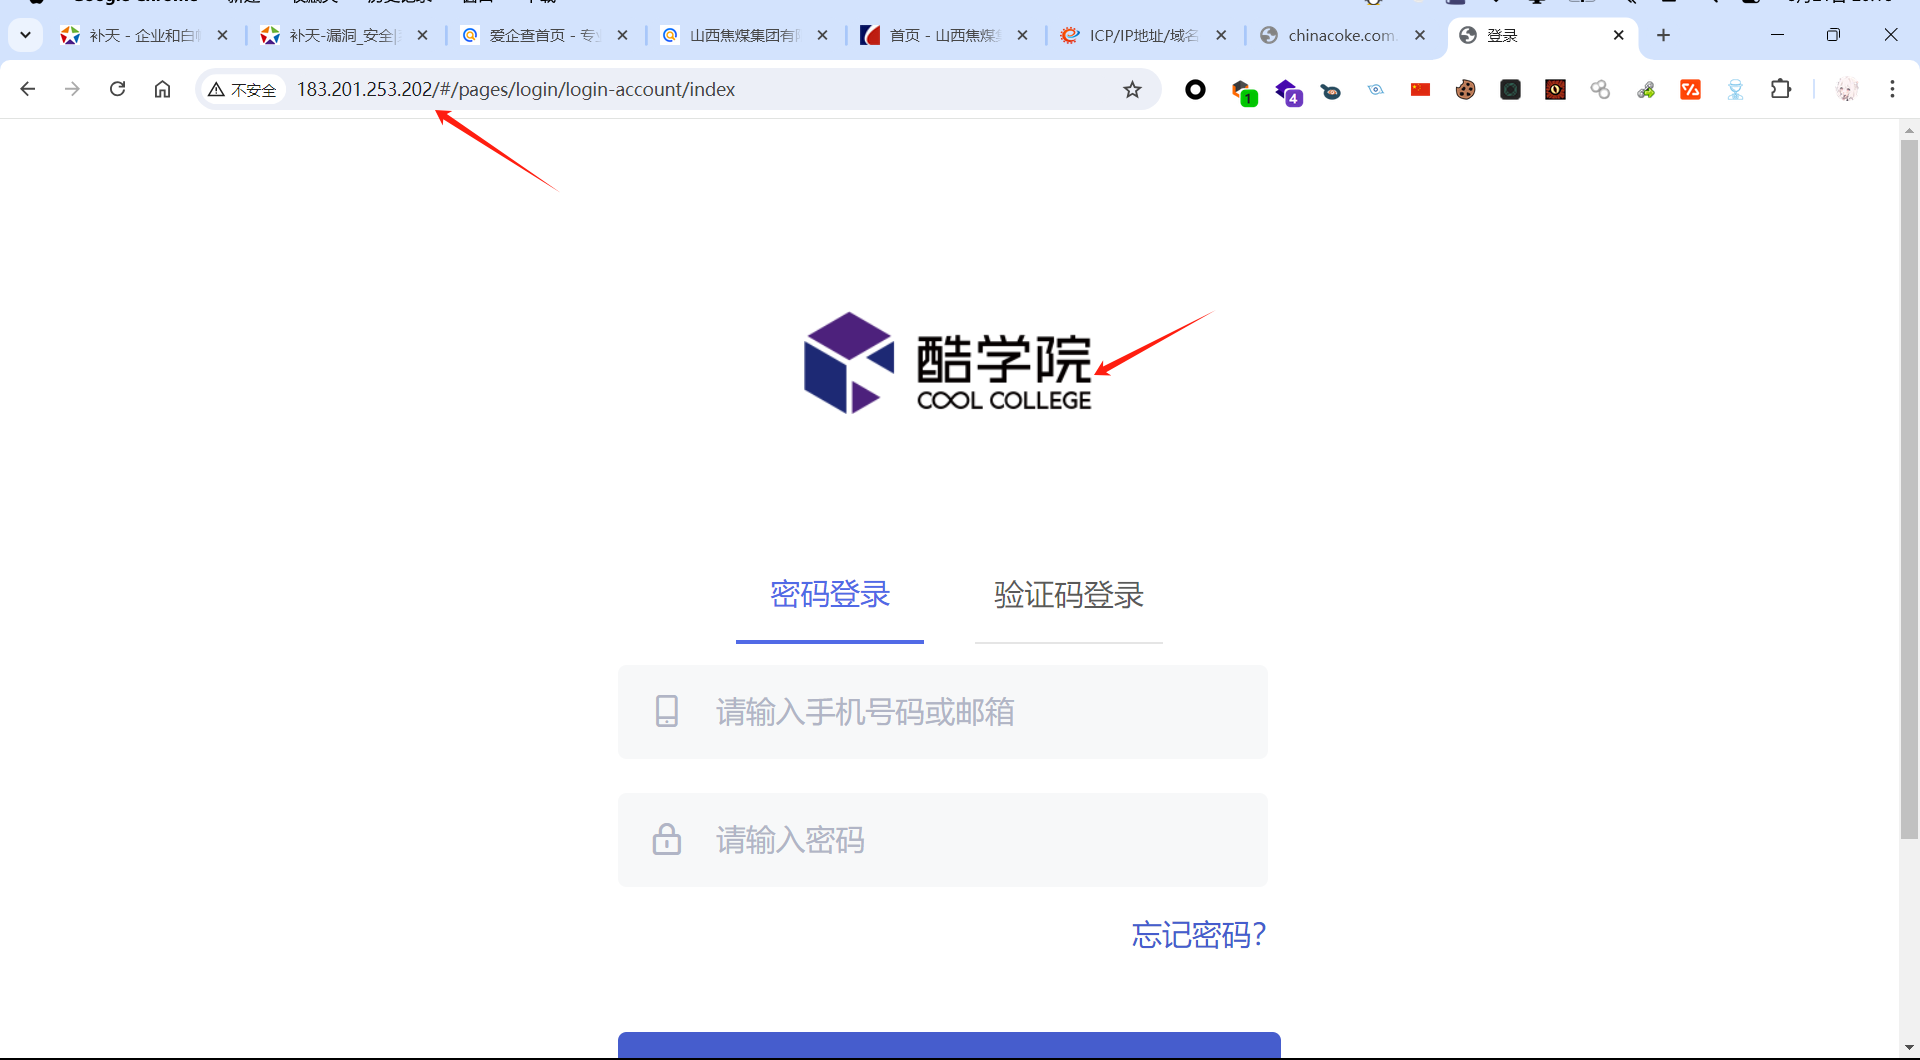 补天 - 企业和白
补天-漏洞_安全
爱企查首页 - 专
山西焦煤集团有
首页 - 山西焦煤
ICP/IP地址/域名
chinacoke.com
登录
不安全
183.201.253.202/#/pages/login/login-account/index
1
4
酷学院
COOL COLLEGE
密码登录
验证码登录
请输入手机号码或邮箱
请输入密码
忘记密码?